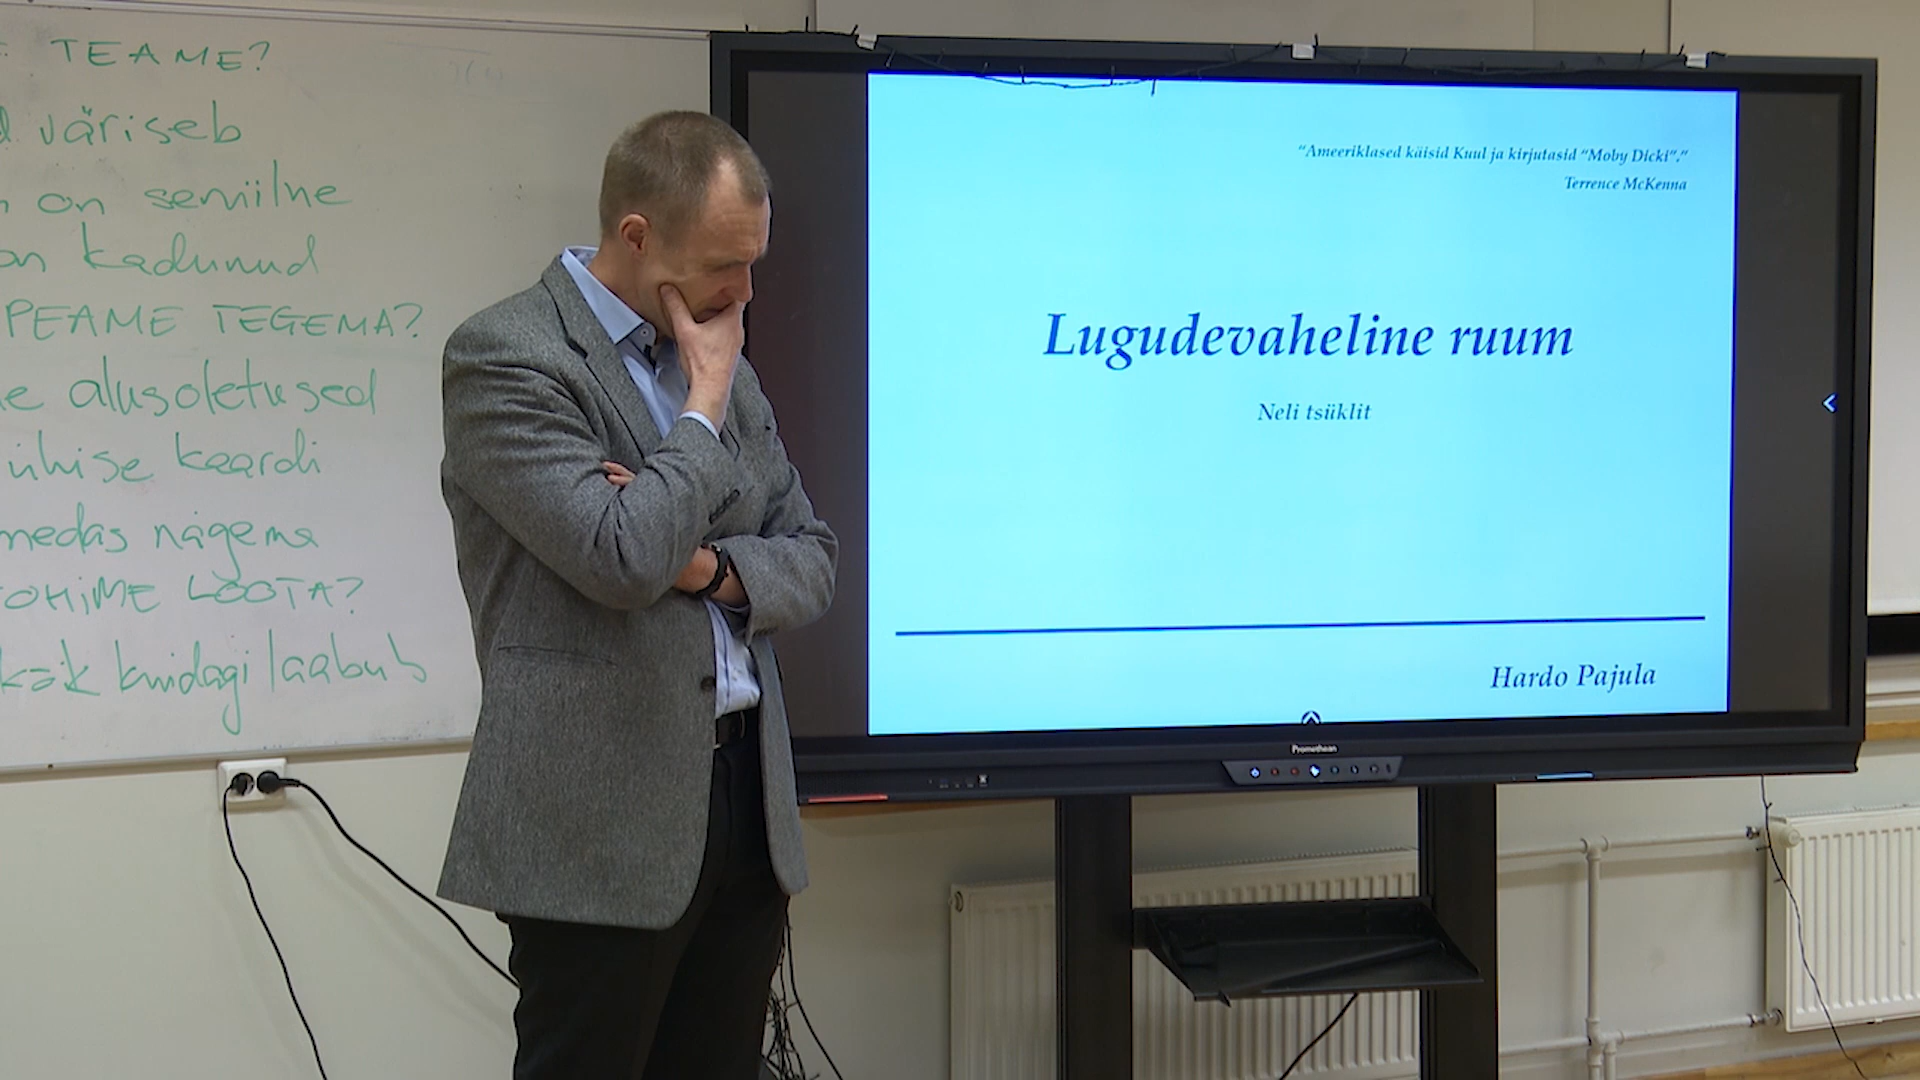 TEAME?
väriseb
on seniilne
on kadunud
PEAME TEGEMA?
alusoletused
ühise kaardi
nägema
LOOTA?
kõik kuidagi laabub
“Ameeriklased käisid Kuul ja kirjutasid “Moby Dicki”.”
Terrence McKenna
Lugudevaheline ruum
Neli tsüklit
Hardo Pajula
Promethean